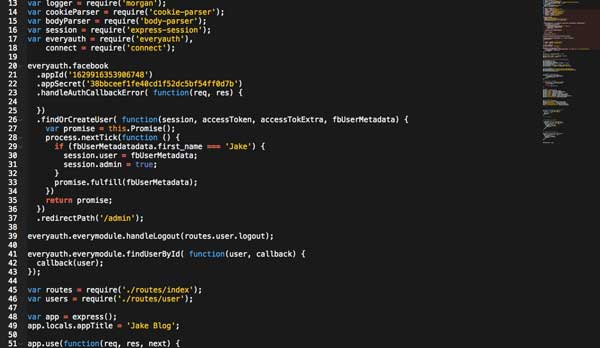 13 var logger = require('morgan');
14 var cookieParser = require('cookie-parser');
15 var bodyParser = require('body-parser');
16 var session = require('express-session');
17 var everyauth = require('everyauth'),
18 connect = require('connect');
19
20 everyauth.facebook
21 .appId('1629916353906748')
22 .appSecret('38bbceef1fe40cd1f52dc5bf54ff0d7b')
23 .handleAuthCallbackError( function(req, res) {
24
25 })
26 .findOrCreateUser( function(session, accessToken, accessTokExtra, fbUserMetadata) {
27 var promise = this.Promise();
28 process.nextTick(function () {
29 if (fbUserMetadatadata.first_name === 'Jake') {
30 session.user = fbUserMetadata;
31 session.admin = true;
32 }
33 promise.fulfill(fbUserMetadata);
34 })
35 return promise;
36 })
37 .redirectPath('/admin');
38
39 everyauth.everymodule.handleLogout(routes.user.logout);
40
41 everyauth.everymodule.findUserById( function(user, callback) {
42 callback(user);
43 });
44
45 var routes = require('./routes/index');
46 var users = require('./routes/user');
47
48 var app = express();
49 app.locals.appTitle = 'Jake Blog';
50
51 app.use(function(req, res, next) {